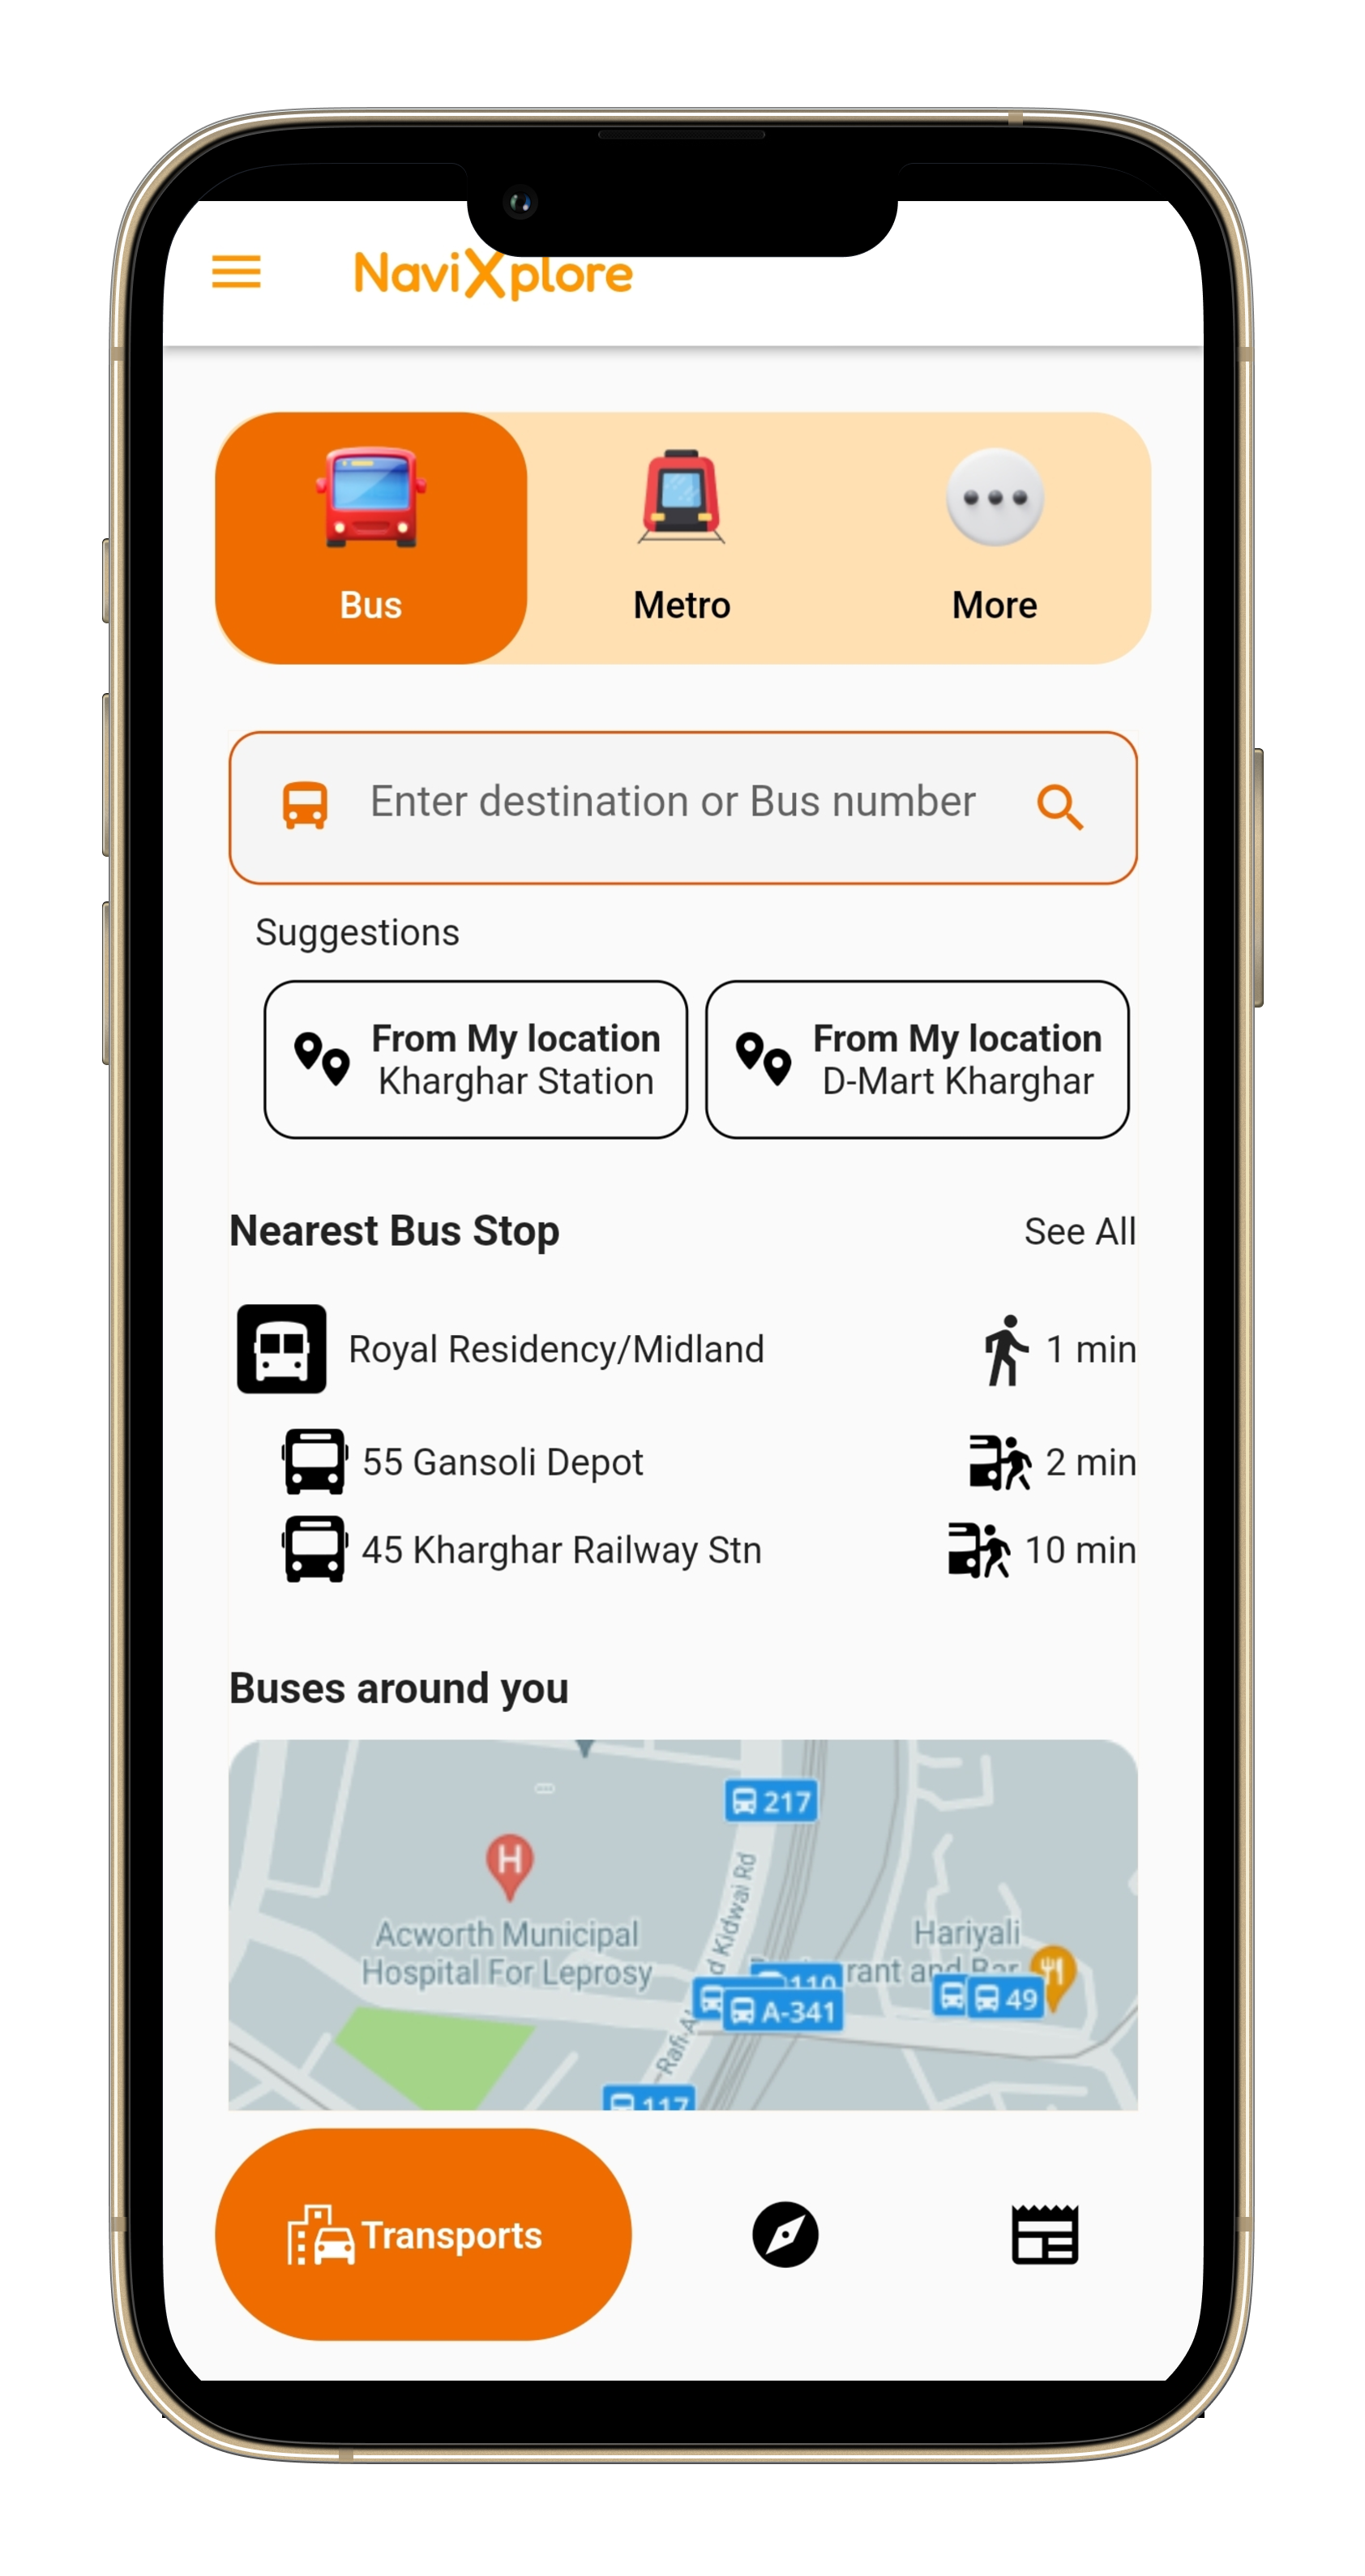 NaviXplore
Bus
Metro
More
Enter destination or Bus number
Suggestions
From My location
Kharghar Station
From My location
D-Mart Kharghar
Nearest Bus Stop
See All
Royal Residency/Midland
1 min
55 Gansoli Depot
2 min
45 Kharghar Railway Stn
10 min
Buses around you
217
H
d Kidwai Rd
Acworth Municipal
Hospital For Leprosy
Hariyali
rant and Bar
110
49
A-341
Rafi-A
117
Transports